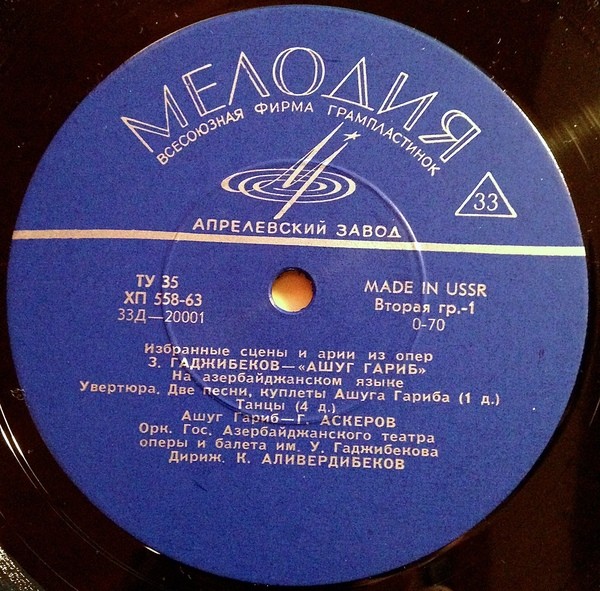 МЕЛОДИЯ
ВСЕСОЮЗНАЯ ФИРМА ГРАМПЛАСТИНОК
33
АПРЕЛЕВСКИЙ ЗАВОД
ТУ 35
ХП 558-63
33Д—20001
MADE IN USSR
Вторая гр.-1
0-70
Избранные сцены и арии из опер
З. ГАДЖИБЕКОВ—«АШУГ ГАРИБ»
На азербайджанском языке
Увертюра. Две песни, куплеты Ашуга Гариба (1 д.)
Танцы (4 д.)
Ашуг Гариб—Г. АСКЕРОВ
Орк. Гос. Азербайджанского театра
оперы и балета им. У. Гаджибекова
Дириж. К. АЛИВЕРДИБЕКОВ